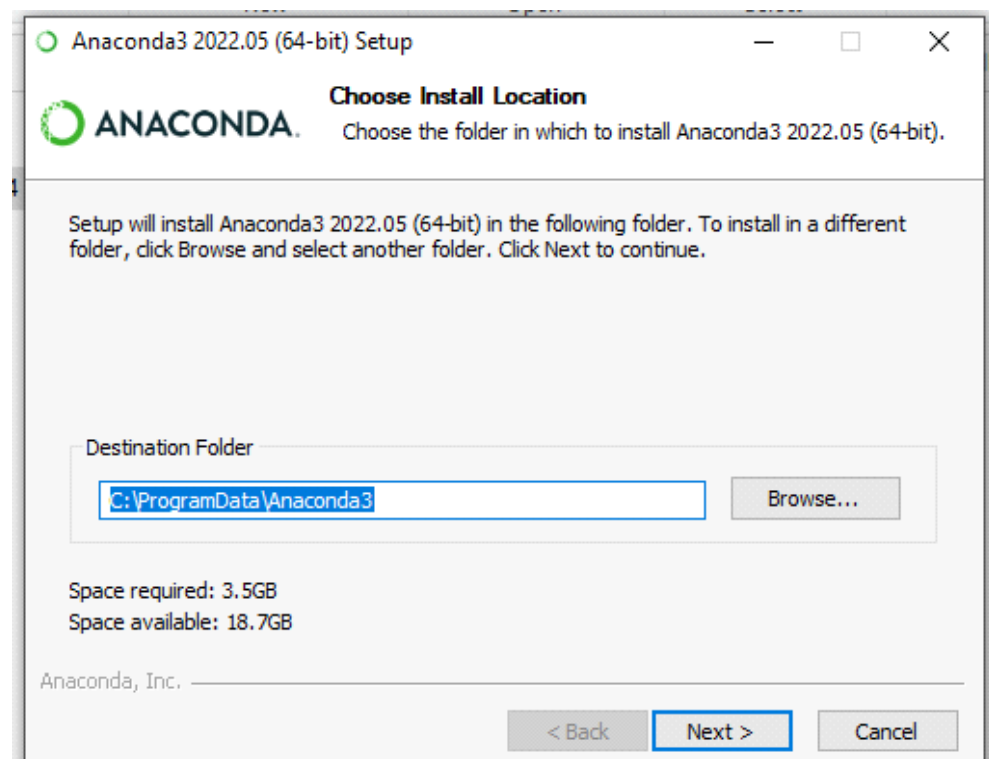 Anaconda3 2022.05 (64-bit) Setup
ANACONDA.
Choose Install Location
Choose the folder in which to install Anaconda3 2022.05 (64-bit).
4
Setup will install Anaconda3 2022.05 (64-bit) in the following folder. To install in a different
folder, click Browse and select another folder. Click Next to continue.
Destination Folder
C:\ProgramData\Anaconda3
Browse...
Space required: 3.5GB
Space available: 18.7GB
Anaconda, Inc.
< Back
Next >
Cancel